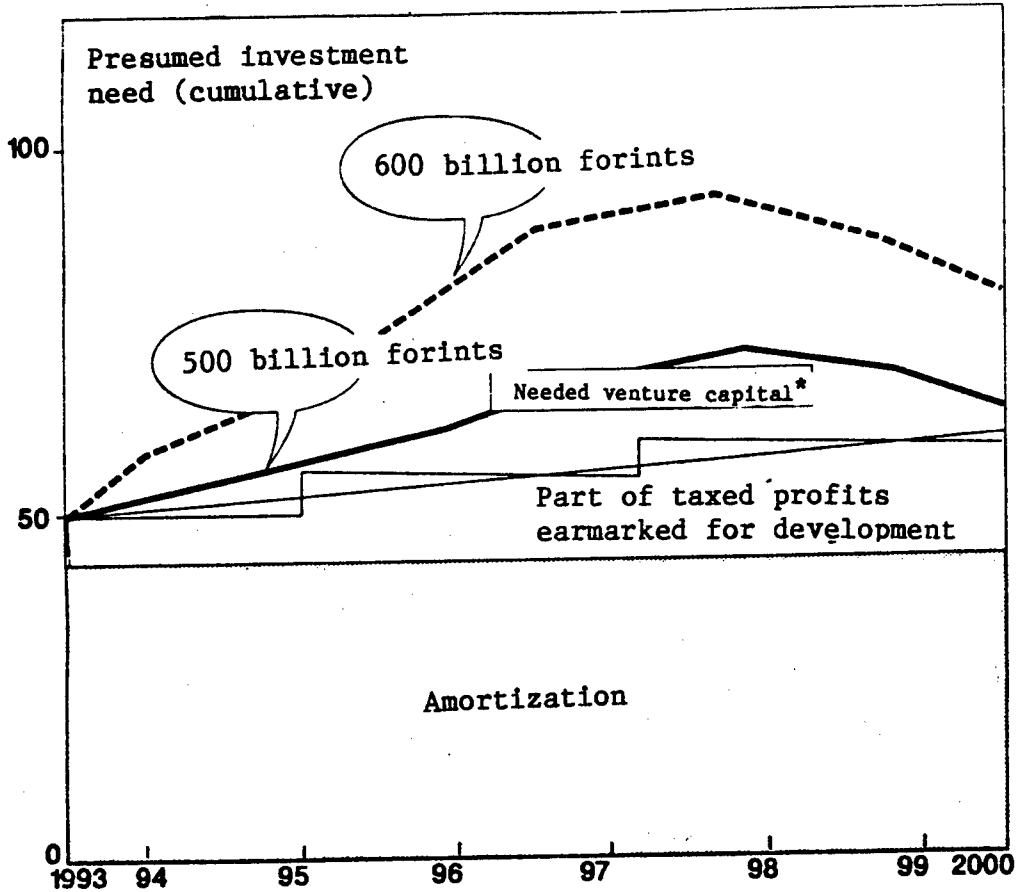 Presumed investment
need (cumulative)
100
600 billion forints
500 billion forints
Needed venture capital*
50
Part of taxed profits
earmarked for development
Amortization
0
1993 94 95 96 97 98 99 2000